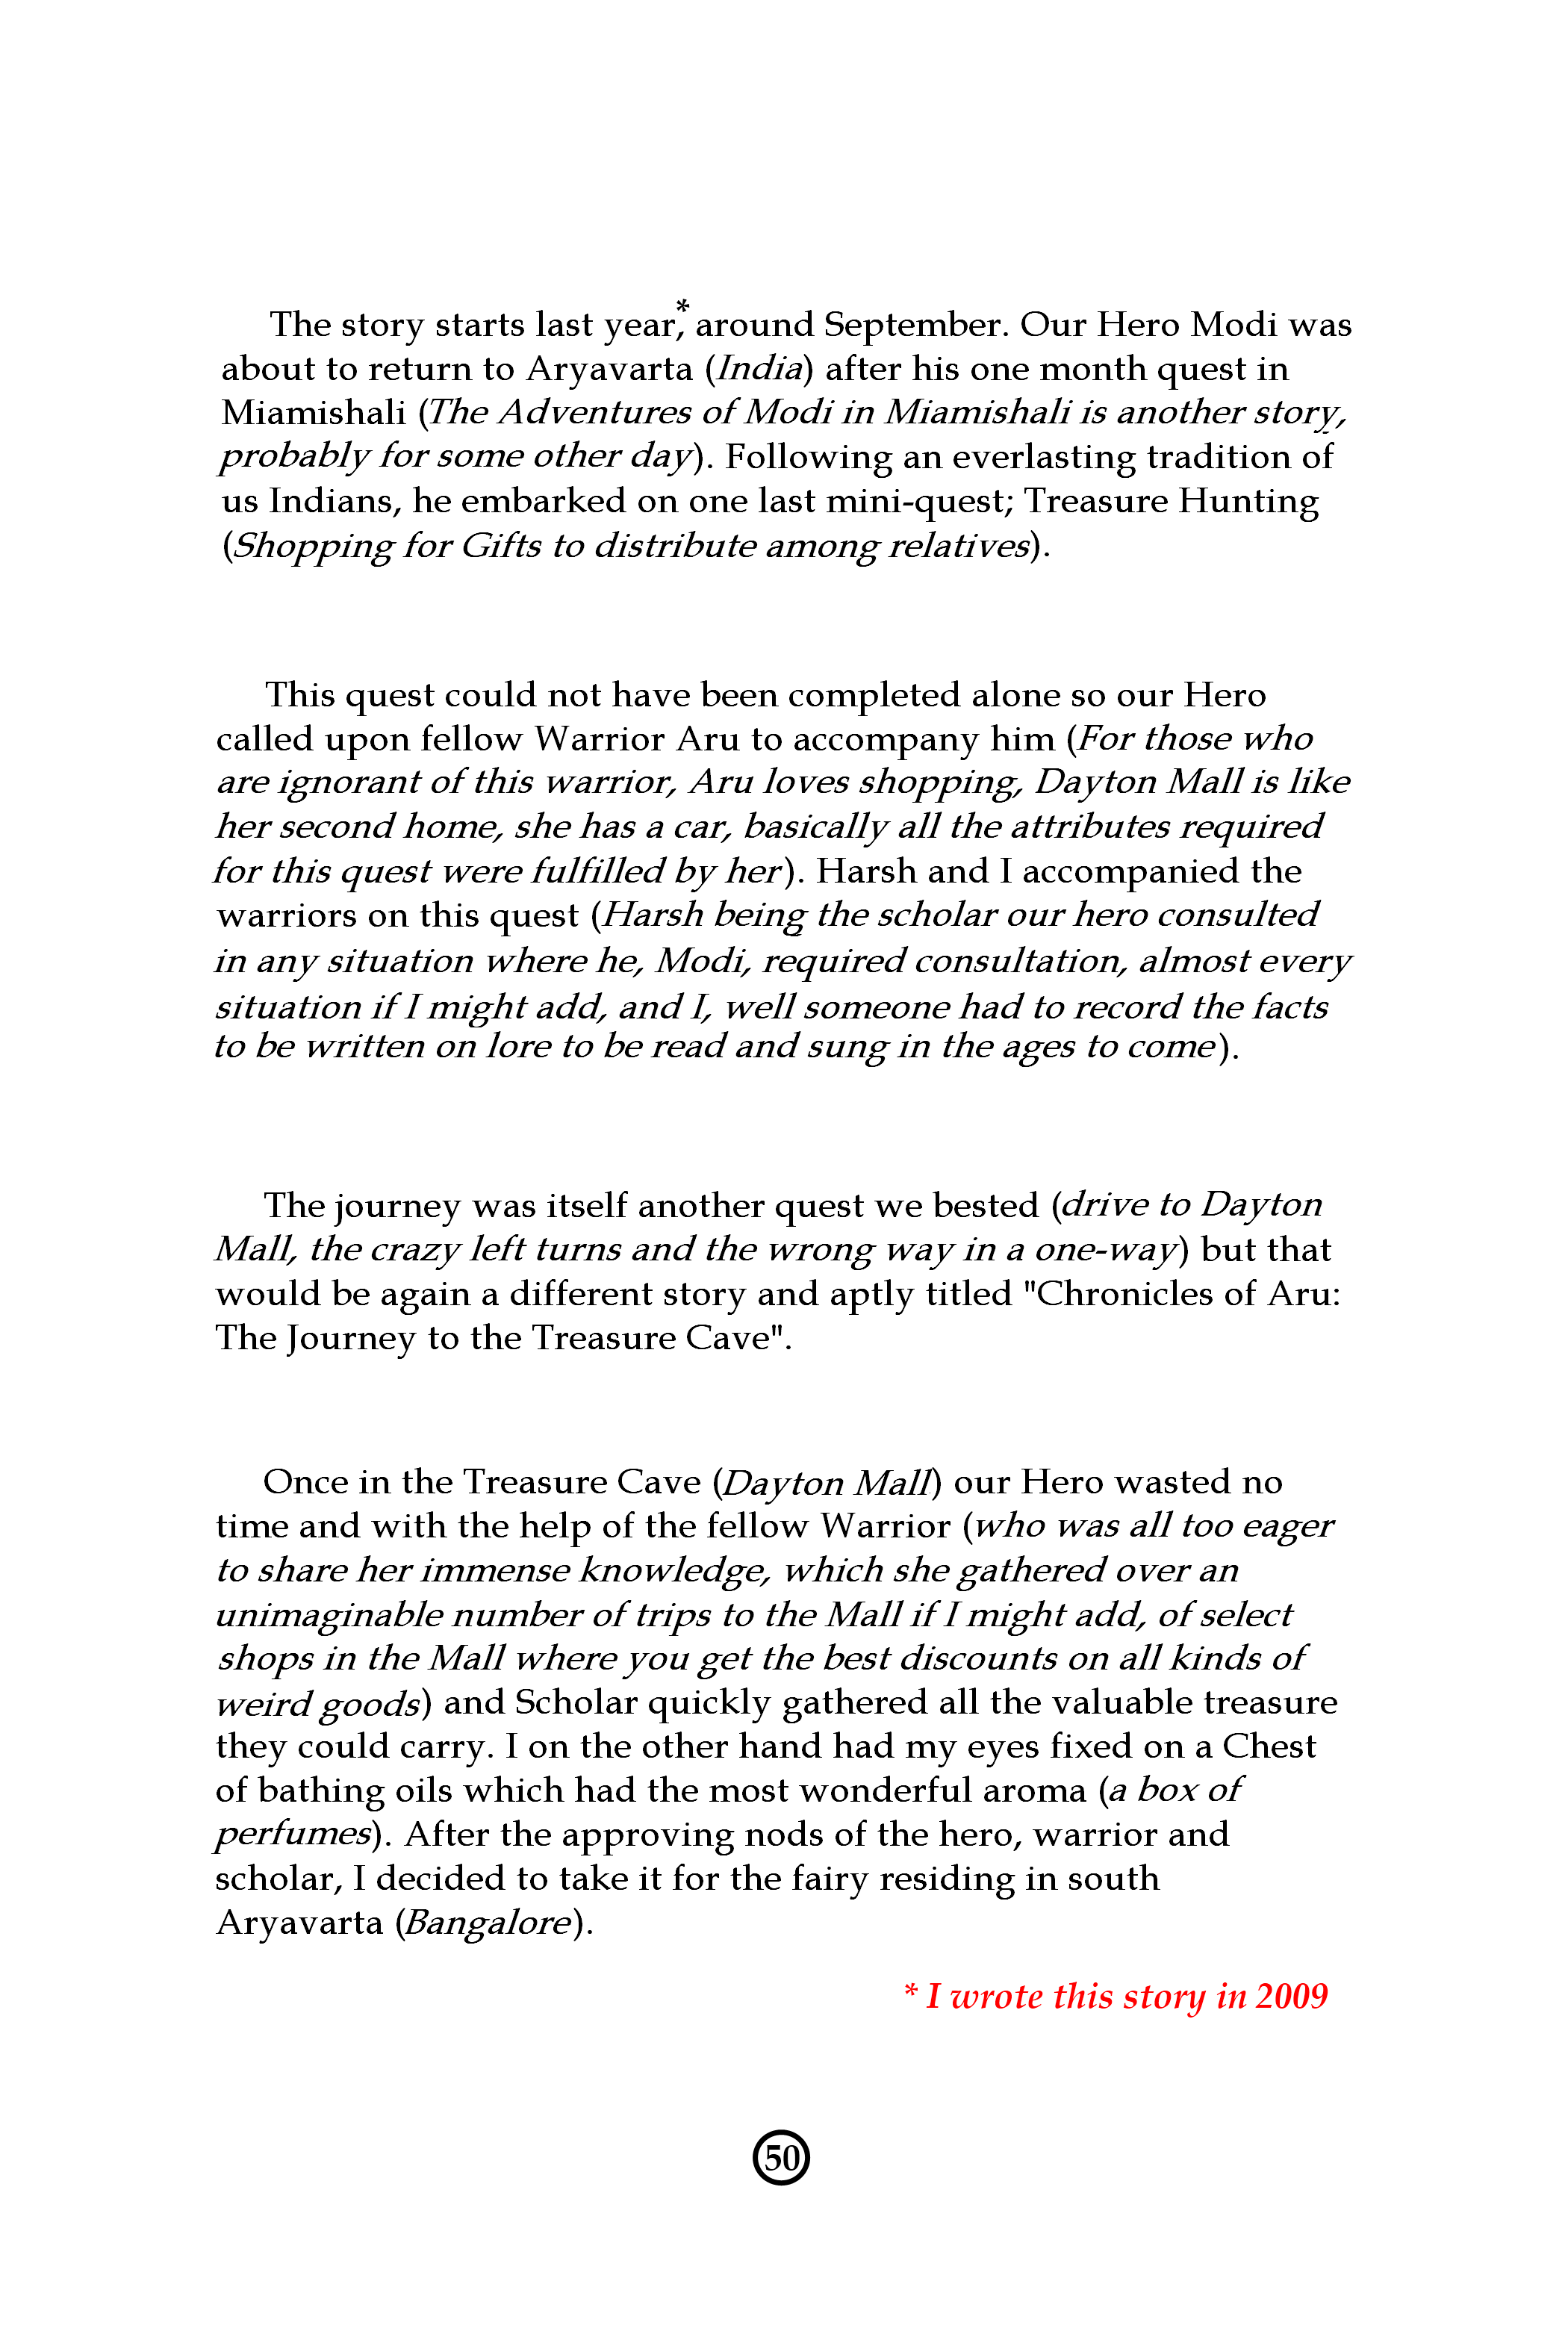 The story starts last year,* around September. Our Hero Modi was
about to return to Aryavarta (India) after his one month quest in
Miamishali (The Adventures of Modi in Miamishali is another story,
probably for some other day). Following an everlasting tradition of
us Indians, he embarked on one last mini-quest; Treasure Hunting
(Shopping for Gifts to distribute among relatives).
This quest could not have been completed alone so our Hero
called upon fellow Warrior Aru to accompany him (For those who
are ignorant of this warrior, Aru loves shopping, Dayton Mall is like
her second home, she has a car, basically all the attributes required
for this quest were fulfilled by her). Harsh and I accompanied the
warriors on this quest (Harsh being the scholar our hero consulted
in any situation where he, Modi, required consultation, almost every
situation if I might add, and I, well someone had to record the facts
to be written on lore to be read and sung in the ages to come).
The journey was itself another quest we bested (drive to Dayton
Mall, the crazy left turns and the wrong way in a one-way) but that
would be again a different story and aptly titled "Chronicles of Aru:
The Journey to the Treasure Cave".
Once in the Treasure Cave (Dayton Mall) our Hero wasted no
time and with the help of the fellow Warrior (who was all too eager
to share her immense knowledge, which she gathered over an
unimaginable number of trips to the Mall if I might add, of select
shops in the Mall where you get the best discounts on all kinds of
weird goods) and Scholar quickly gathered all the valuable treasure
they could carry. I on the other hand had my eyes fixed on a Chest
of bathing oils which had the most wonderful aroma (a box of
perfumes). After the approving nods of the hero, warrior and
scholar, I decided to take it for the fairy residing in south
Aryavarta (Bangalore).
* I wrote this story in 2009
50